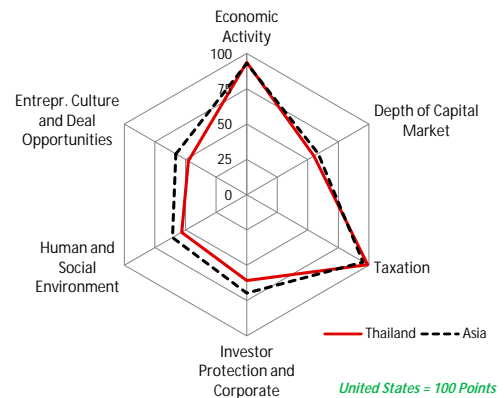 Economic
Activity
100
75
50
25
0
Depth of Capital
Market
Taxation
Investor
Protection and
Corporate
Human and
Social
Environment
Entrepr. Culture
and Deal
Opportunities
Thailand Asia
United States = 100 Points